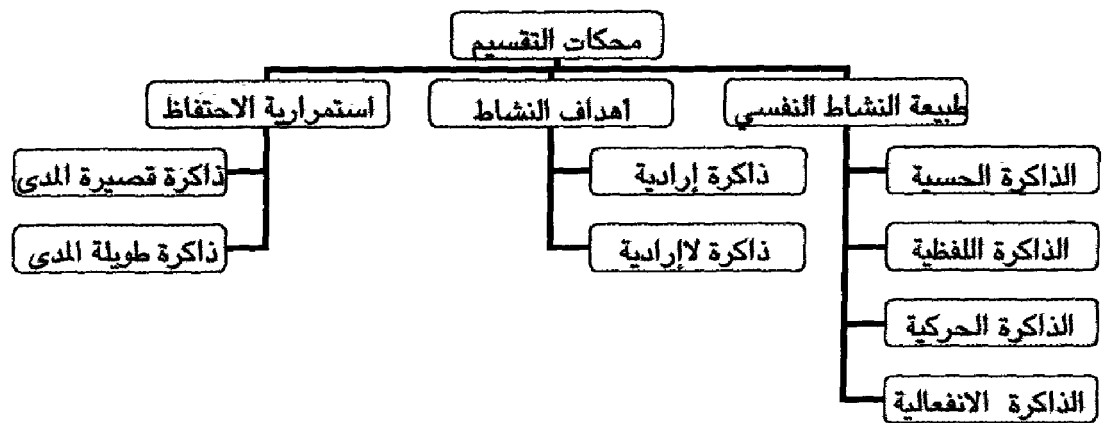 محكات التقسيم
طبيعة النشاط النفسي
أهداف النشاط
استمرارية الاحتفاظ
الذاكرة الحسية
ذاكرة إرادية
ذاكرة قصيرة المدى
الذاكرة اللفظية
ذاكرة لاإرادية
ذاكرة طويلة المدى
الذاكرة الحركية
الذاكرة الانفعالية